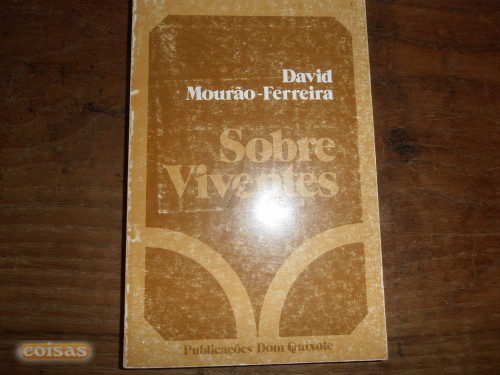 David
Mourão-Ferreira
Sobre
Viventes
Publicações Dom Quixote
coisas